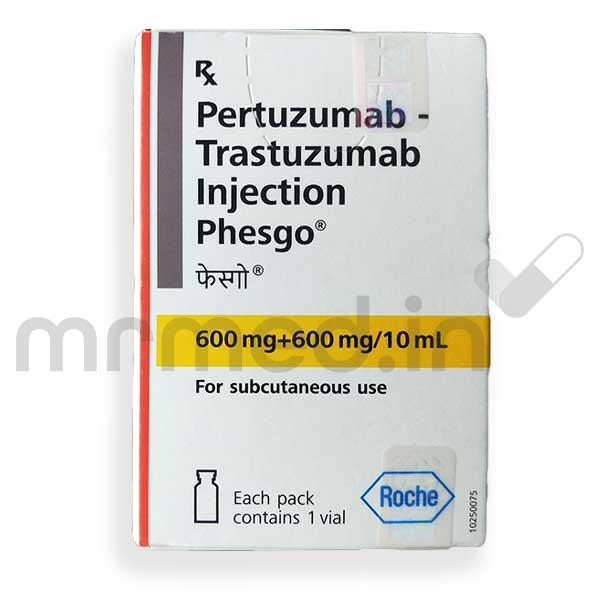 Rx
Pertuzumab -
Trastuzumab
Injection
Phesgo®
फेस्गो®
mrmed.in
600 mg+600 mg/10 mL
For subcutaneous use
Each pack
contains 1 vial
Roche
10250075